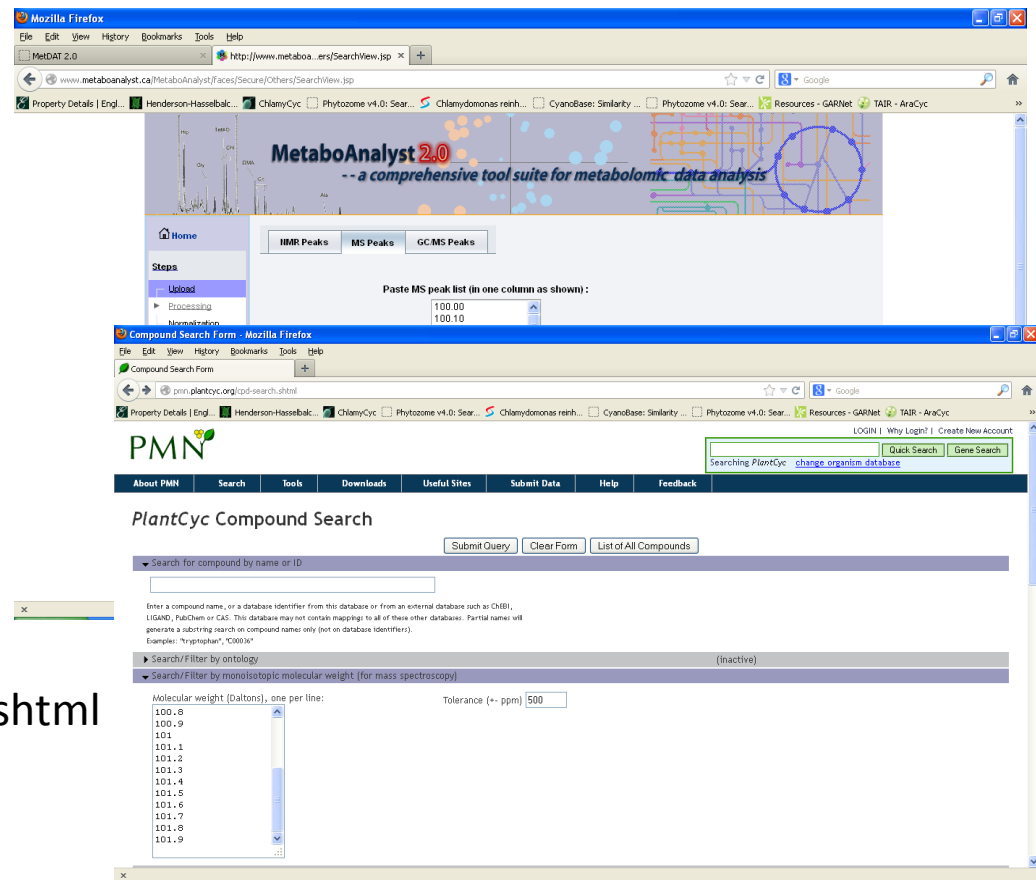 Mozilla Firefox
File Edit View History Bookmarks Tools Help
MetDAT 2.0 × http://www.metaboa...ers/SearchView.jsp × +
www.metaboanalyst.ca/MetaboAnalyst/faces/Secure/Others/SearchView.jsp Google
Property Details | Engl... Henderson-Hasselbalc... ChlamyCyc Phytozome v4.0: Sear... Chlamydomonas reinh... CyanoBase: Similarity ... Phytozome v4.0: Sear... Resources - GARNet TAIR - AraCyc »
MetaboAnalyst 2.0
-- a comprehensive tool suite for metabolomic data analysis
Home
NMR Peaks MS Peaks GC/MS Peaks
Steps
Upload
Processing
Normalization
Paste MS peak list (in one column as shown) :
100.00
100.10
Compound Search Form - Mozilla Firefox
File Edit View History Bookmarks Tools Help
Compound Search Form +
pmn.plantcyc.org/cpd-search.shtml Google
Property Details | Engl... Henderson-Hasselbalc... ChlamyCyc Phytozome v4.0: Sear... Chlamydomonas reinh... CyanoBase: Similarity ... Phytozome v4.0: Sear... Resources - GARNet TAIR - AraCyc »
LOGIN | Why Login? | Create New Account
PMN
Quick Search Gene Search
Searching PlantCyc change organism database
About PMN Search Tools Downloads Useful Sites Submit Data Help Feedback
PlantCyc Compound Search
Submit Query Clear Form List of All Compounds
Search for compound by name or ID
Enter a compound name, or a database identifier from this database or from an external database such as ChEBI,
LIGAND, PubChem or CAS. This database may not contain mappings to all of these other databases. Partial names will
generate a substring search on compound names only (not on database identifiers).
Examples: "tryptophan", "C00036"
Search/Filter by ontology (inactive)
Search/Filter by monoisotopic molecular weight (for mass spectroscopy)
Molecular weight (Daltons), one per line: Tolerance (+- ppm) 500
shtml
100.8
100.9
101
101.1
101.2
101.3
101.4
101.5
101.6
101.7
101.8
101.9